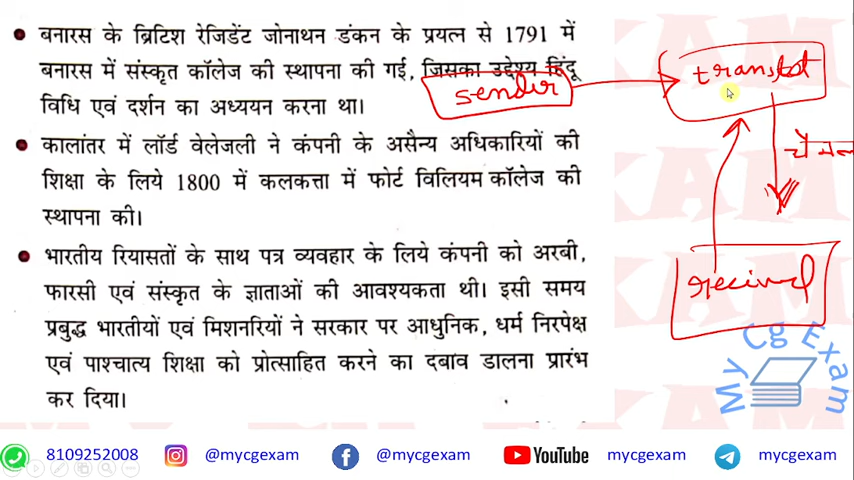 बनारस के ब्रिटिश रेजिडेंट जोनाथन डंकन के प्रयत्न से 1791 में
बनारस में संस्कृत कॉलेज की स्थापना की गई, जिसका उद्देश्य हिंदू
विधि एवं दर्शन का अध्ययन करना था।
sender
कालांतर में लॉर्ड वेलेजली ने कंपनी के असैन्य अधिकारियों की
शिक्षा के लिये 1800 में कलकत्ता में फोर्ट विलियम कॉलेज की
स्थापना की।
भारतीय रियासतों के साथ पत्र व्यवहार के लिये कंपनी को अरबी,
फारसी एवं संस्कृत के ज्ञाताओं की आवश्यकता थी। इसी समय
प्रबुद्ध भारतीयों एवं मिशनरियों ने सरकार पर आधुनिक, धर्म निरपेक्ष
एवं पाश्चात्य शिक्षा को प्रोत्साहित करने का दबाव डालना प्रारंभ
कर दिया।
My Cg Exam
8109252008 @mycgexam @mycgexam YouTube mycgexam mycgexam